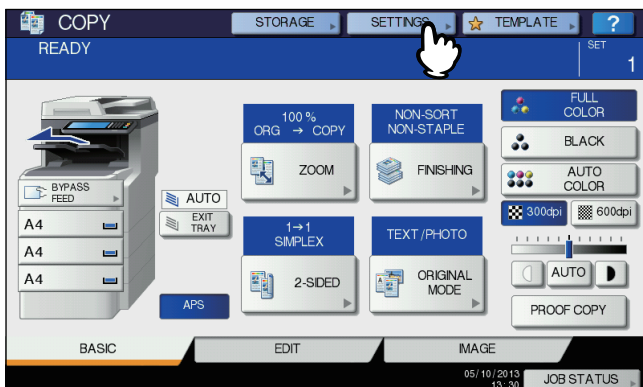 COPY
STORAGE
SETTINGS
TEMPLATE
?
READY
SET
1
100 %
ORG → COPY
ZOOM
NON-SORT
NON-STAPLE
FINISHING
FULL
COLOR
BLACK
AUTO
COLOR
300dpi
600dpi
BYPASS
FEED
A4
A4
A4
AUTO
EXIT
TRAY
APS
1→1
SIMPLEX
2-SIDED
TEXT/PHOTO
ORIGINAL
MODE
AUTO
PROOF COPY
BASIC
EDIT
IMAGE
05/10/2013
13:30
JOB STATUS